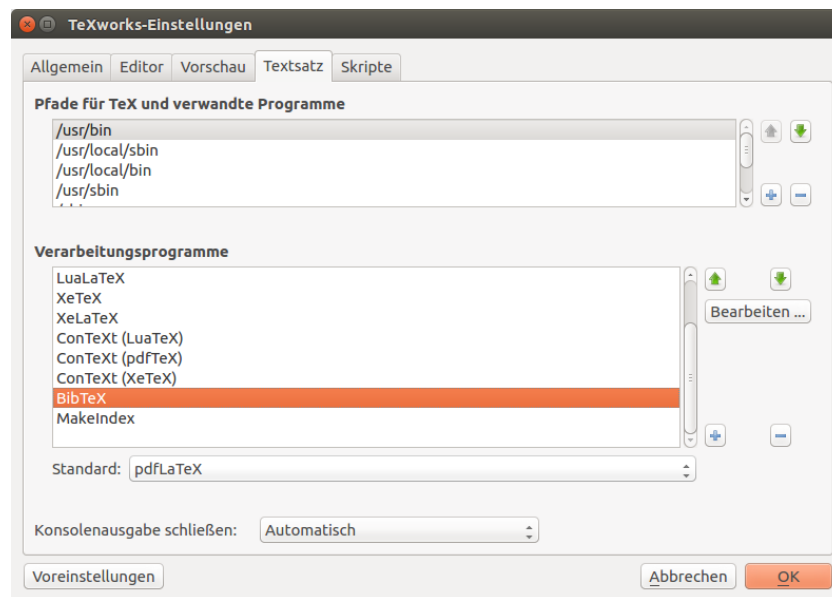 TeXworks-Einstellungen
Allgemein Editor Vorschau Textsatz Skripte
Pfade für TeX und verwandte Programme
/usr/bin
/usr/local/sbin
/usr/local/bin
/usr/sbin
Verarbeitungsprogramme
LuaLaTeX
XeTeX
XeLaTeX
Bearbeiten ...
ConTeXt (LuaTeX)
ConTeXt (pdfTeX)
ConTeXt (XeTeX)
BibTeX
MakeIndex
Standard: pdfLaTeX
Konsolenausgabe schließen: Automatisch
Voreinstellungen Abbrechen OK